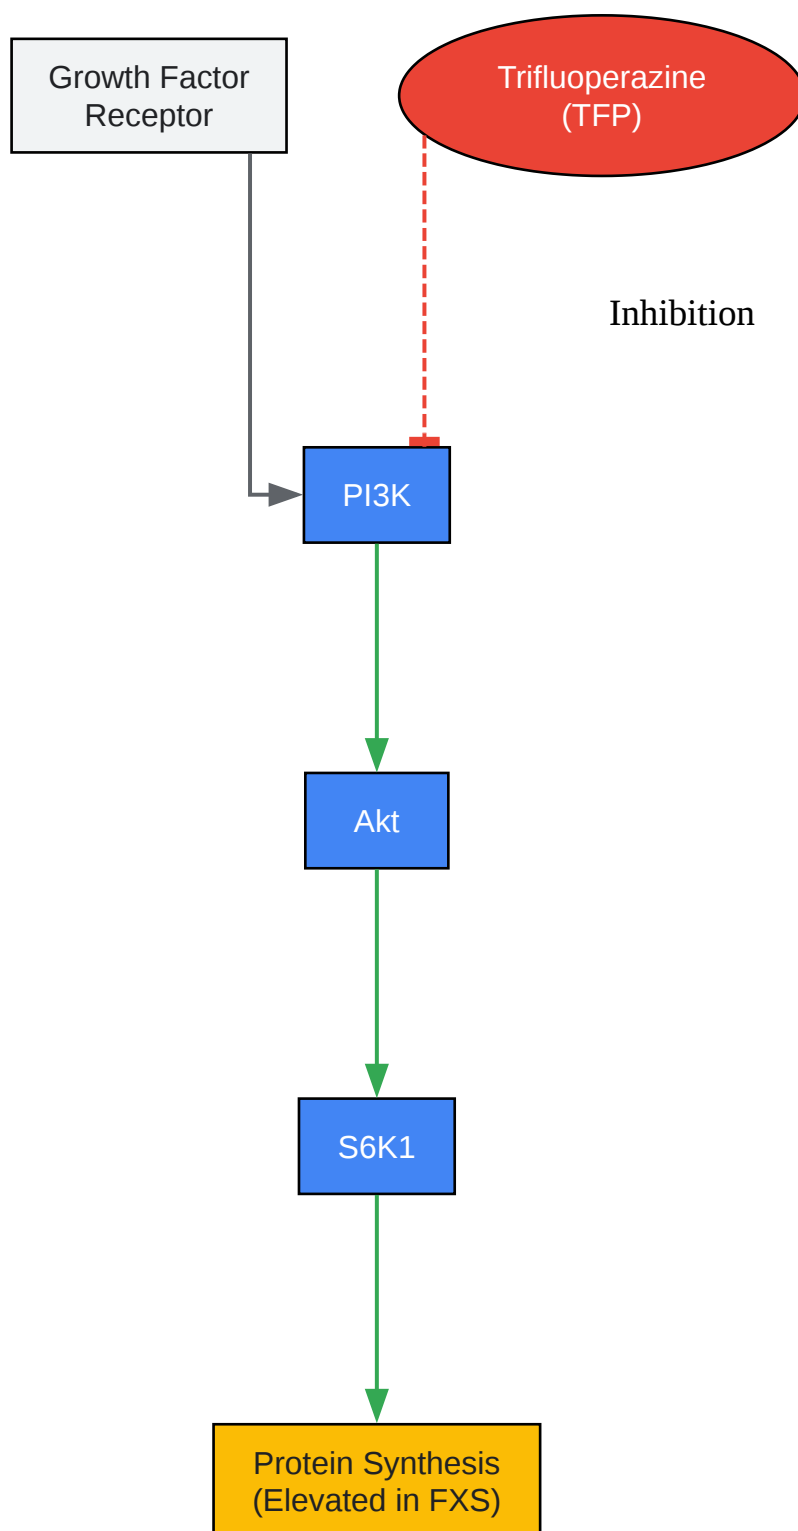 Growth Factor
Receptor
Trifluoperazine
(TFP)
Inhibition
PI3K
Akt
S6K1
Protein Synthesis
(Elevated in FXS)